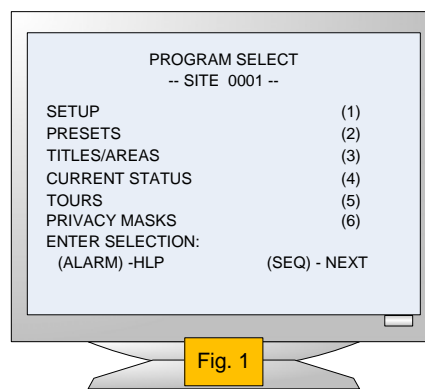 PROGRAM SELECT
-- SITE 0001 --
SETUP (1)
PRESETS (2)
TITLES/AREAS (3)
CURRENT STATUS (4)
TOURS (5)
PRIVACY MASKS (6)
ENTER SELECTION:
(ALARM) -HLP (SEQ) - NEXT
Fig. 1